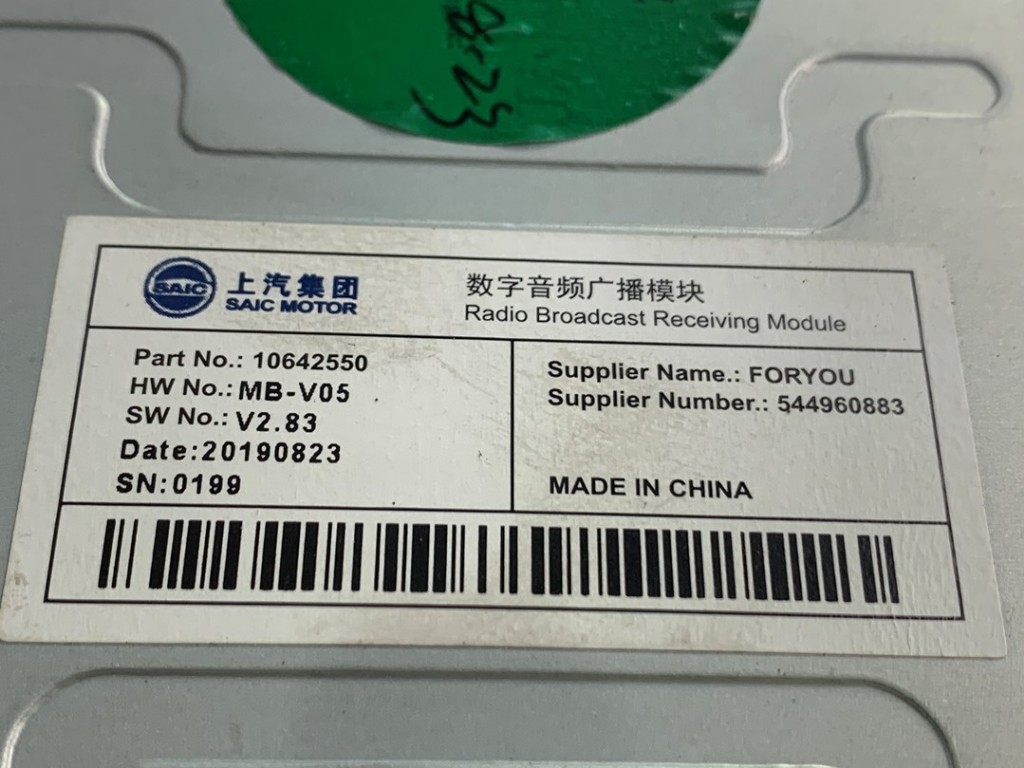 SAIC
上汽集团
SAIC MOTOR
数字音频广播模块
Radio Broadcast Receiving Module
Part No.: 10642550
HW No.: MB-V05
SW No.: V2.83
Date:20190823
SN:0199
Supplier Name.: FORYOU
Supplier Number.: 544960883
MADE IN CHINA